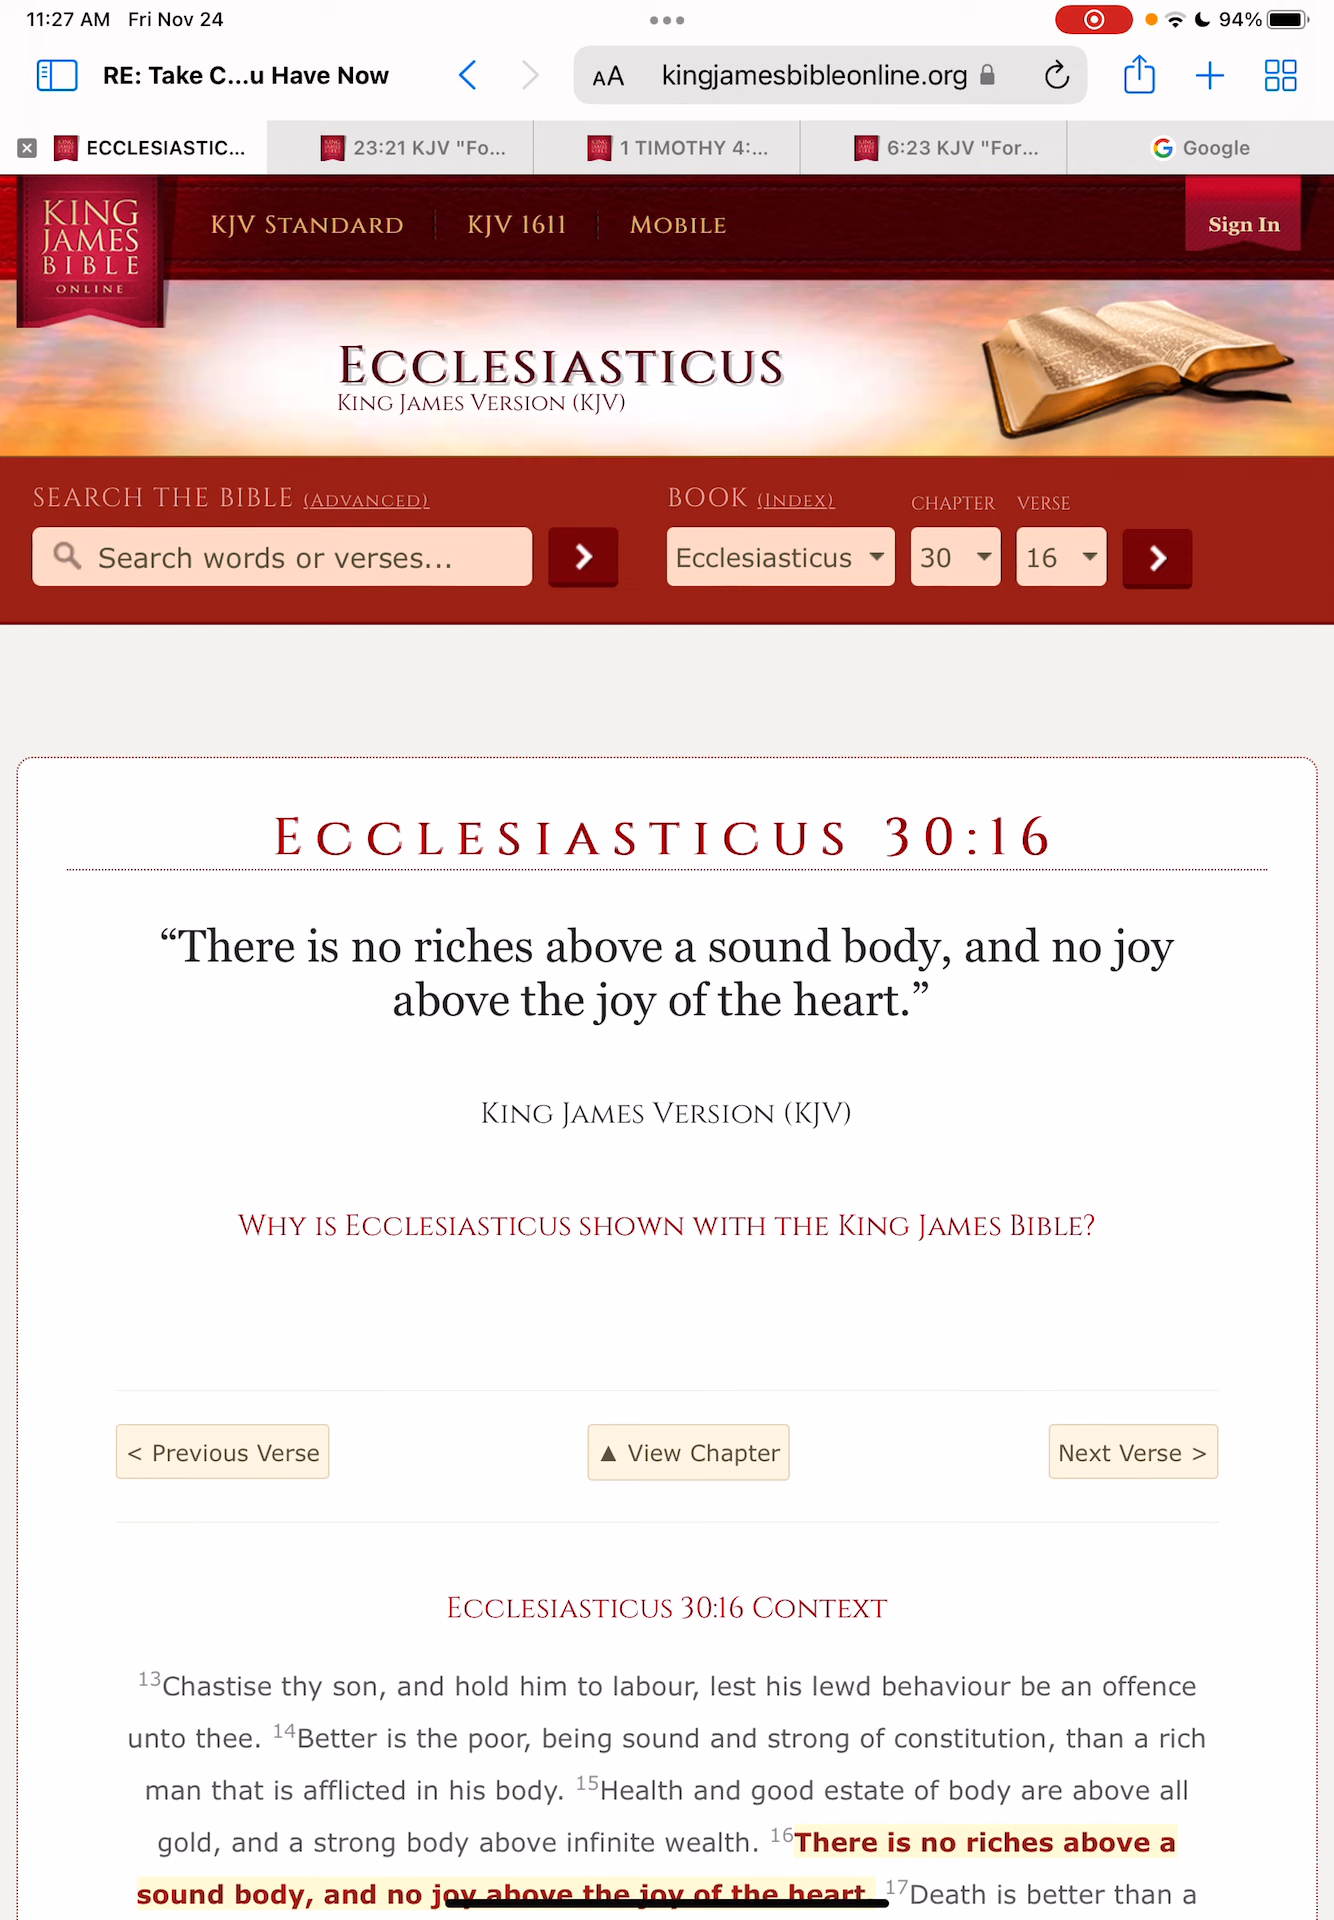 11:27 AM Fri Nov 24
94%
RE: Take C...u Have Now
AA kingjamesbibleonline.org
ECCLESIASTIC...
23:21 KJV "Fo...
1 TIMOTHY 4:...
6:23 KJV "For...
Google
KING
JAMES
BIBLE
ONLINE
KJV STANDARD
KJV 1611
MOBILE
Sign In
ECCLESIASTICUS
KING JAMES VERSION (KJV)
SEARCH THE BIBLE (ADVANCED)
BOOK (INDEX) CHAPTER VERSE
Search words or verses...
Ecclesiasticus 30 16
ECCLESIASTICUS 30:16
“There is no riches above a sound body, and no joy
above the joy of the heart.”
KING JAMES VERSION (KJV)
WHY IS ECCLESIASTICUS SHOWN WITH THE KING JAMES BIBLE?
< Previous Verse
▲ View Chapter
Next Verse >
ECCLESIASTICUS 30:16 CONTEXT
13Chastise thy son, and hold him to labour, lest his lewd behaviour be an offence
unto thee. 14Better is the poor, being sound and strong of constitution, than a rich
man that is afflicted in his body. 15Health and good estate of body are above all
gold, and a strong body above infinite wealth. 16There is no riches above a
sound body, and no joy above the joy of the heart. 17Death is better than a